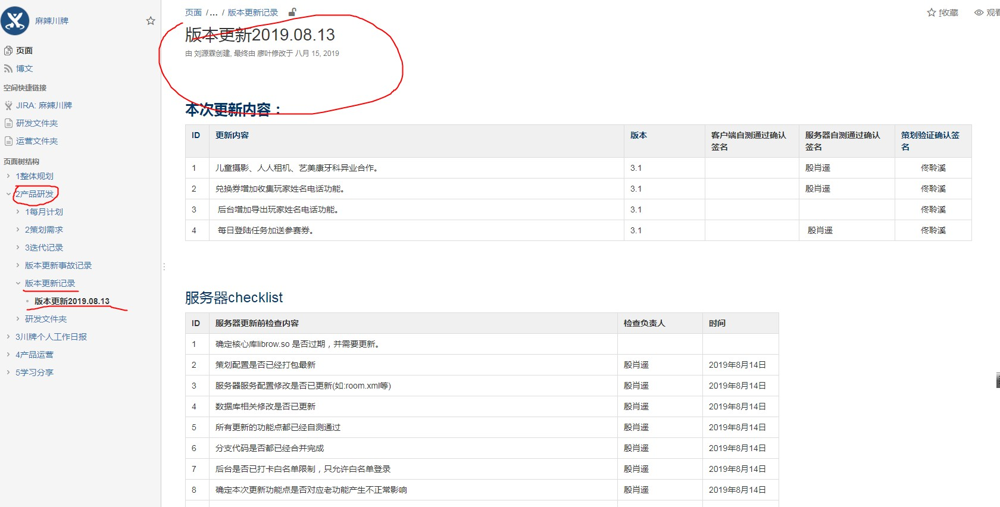 麻辣川牌
页面
博文
空间快捷链接
JIRA: 麻辣川牌
研发文件夹
运营文件夹
页面树结构
1整体规划
2产品研发
1每月计划
2策划需求
3迭代记录
版本更新事故记录
版本更新记录
版本更新2019.08.13
研发文件夹
3川牌个人工作日报
4产品运营
5学习分享
页面 /... / 版本更新记录
收藏
版本更新2019.08.13
由 刘源霖创建, 最终由 廖叶修改于 八月 15, 2019
本次更新内容：
ID 更新内容 版本 客户端自测通过确认签名 服务器自测通过确认签名 策划验证确认签名
1 儿童摄影、人人租机、艺美康牙科异业合作。 3.1 殷肖遥 佟聆溪
2 兑换券增加收集玩家姓名电话功能。 3.1 殷肖遥 佟聆溪
3 后台增加导出玩家姓名电话功能。 3.1 佟聆溪
4 每日登陆任务加送参赛券。 3.1 殷肖遥 佟聆溪
服务器checklist
ID 服务器更新前检查内容 检查负责人 时间
1 确定核心库librow.so 是否过期，并需要更新。
2 策划配置是否已经打包最新 殷肖遥 2019年8月14日
3 服务器服务配置修改是否已更新(如:room.xml等) 殷肖遥 2019年8月14日
4 数据库相关修改是否已更新 殷肖遥 2019年8月14日
5 所有更新的功能点都已经自测通过 殷肖遥 2019年8月14日
6 分支代码是否都已经合并完成 殷肖遥 2019年8月14日
7 后台是否已打卡白名单限制，只允许白名单登录 殷肖遥 2019年8月14日
8 确定本次更新功能点是否对应老功能产生不正常影响 殷肖遥 2019年8月14日